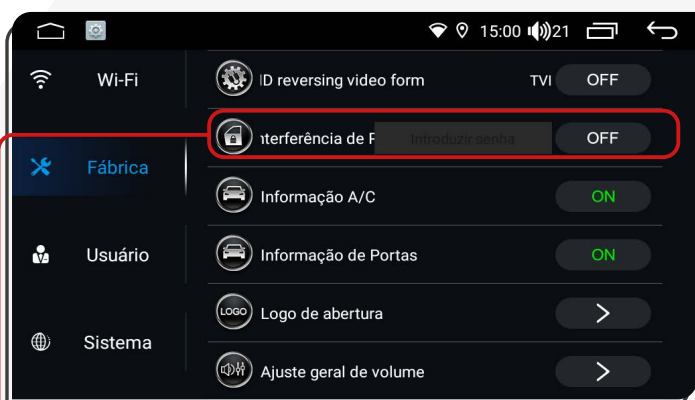 15:00 21
Wi-Fi
D reversing video form TVI OFF
nterferência de Introduzir senha OFF
Fábrica
Informação A/C ON
Usuário
Informação de Portas ON
LOGO Logo de abertura
Sistema
Ajuste geral de volume